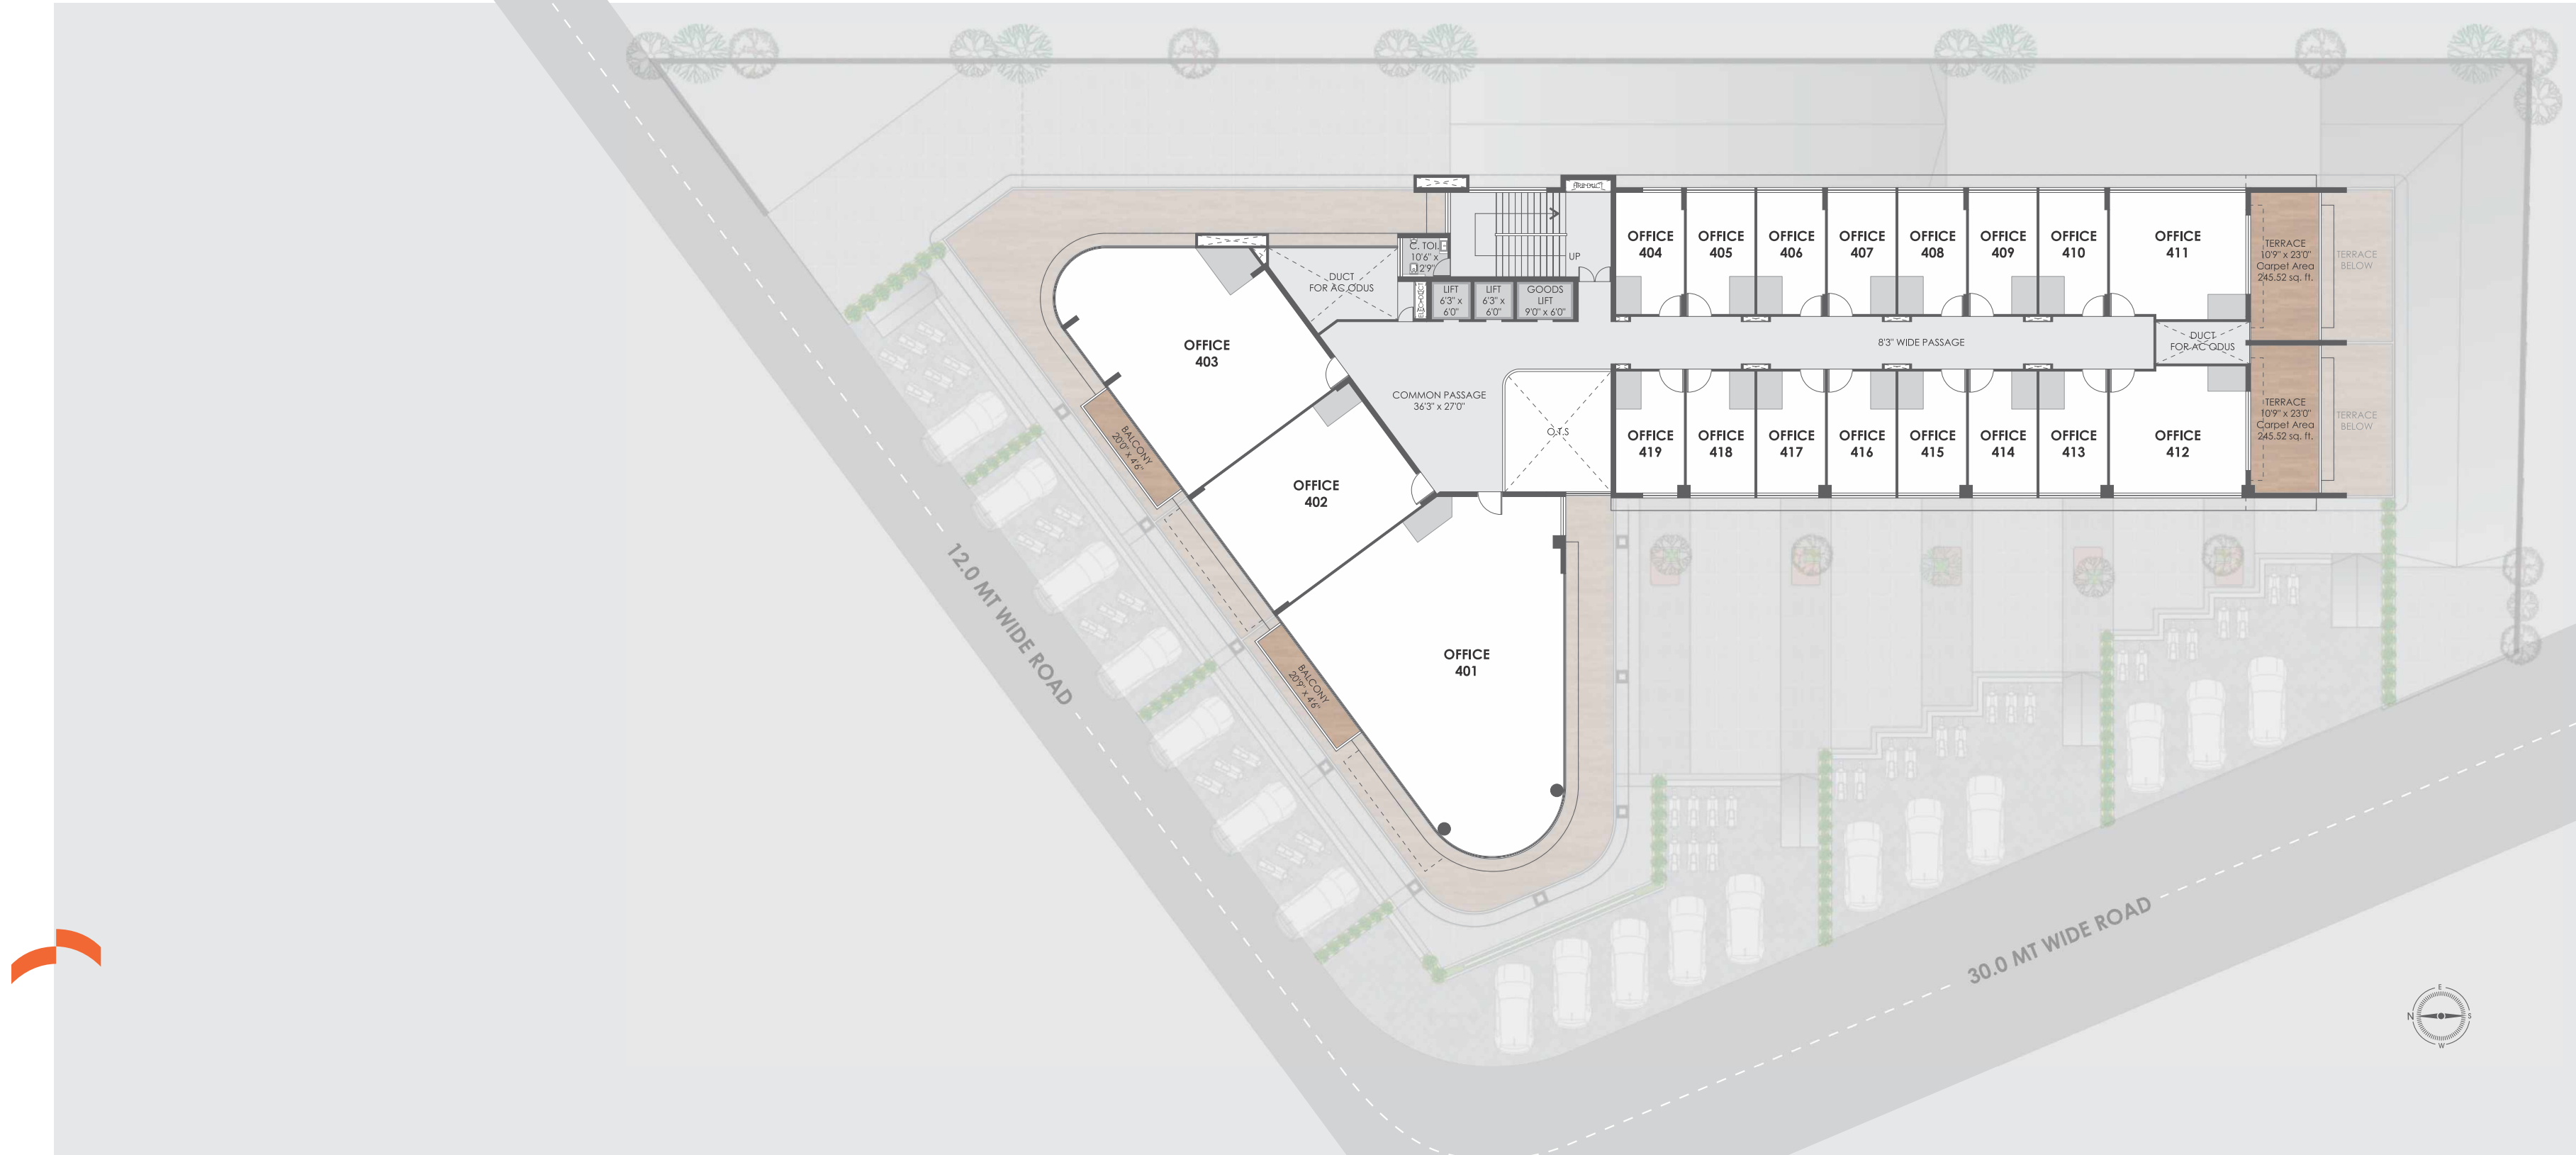 FIRE DUCT
C. TOI.
10'6" x
12'9"
UP
DUCT
FOR AC ODUS
LIFT
6'3" x
6'0"
LIFT
6'3" x
6'0"
GOODS
LIFT
9'0" x 6'0"
OFFICE
404
OFFICE
405
OFFICE
406
OFFICE
407
OFFICE
408
OFFICE
409
OFFICE
410
OFFICE
411
TERRACE
10'9" x 23'0"
Carpet Area
245.52 sq. ft.
TERRACE
BELOW
OFFICE
403
8'3" WIDE PASSAGE
DUCT
FOR AC ODUS
COMMON PASSAGE
36'3" x 27'0"
O.T.S
OFFICE
419
OFFICE
418
OFFICE
417
OFFICE
416
OFFICE
415
OFFICE
414
OFFICE
413
OFFICE
412
TERRACE
10'9" x 23'0"
Carpet Area
245.52 sq. ft.
TERRACE
BELOW
BALCONY
20'0" x 4'6"
OFFICE
402
OFFICE
401
BALCONY
20'9" x 4'6"
12.0 MT WIDE ROAD
30.0 MT WIDE ROAD
E
N
S
W